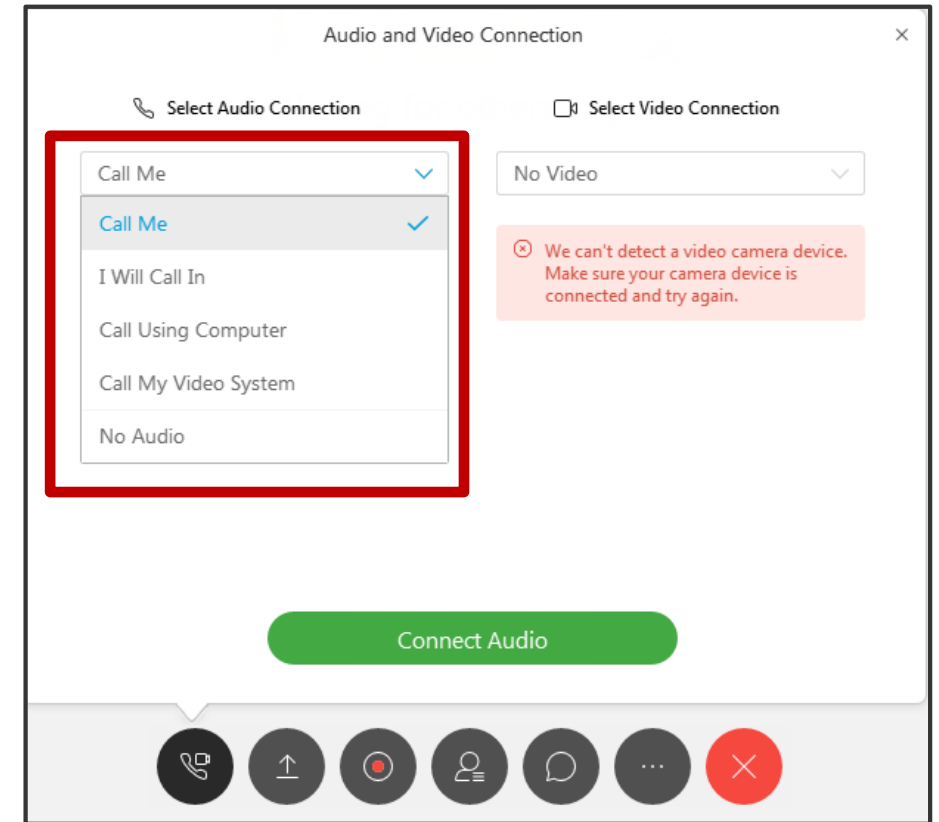 Audio and Video Connection
Select Audio Connection
Select Video Connection
Call Me
No Video
Call Me
I Will Call In
Call Using Computer
Call My Video System
No Audio
We can't detect a video camera device.
Make sure your camera device is
connected and try again.
Connect Audio